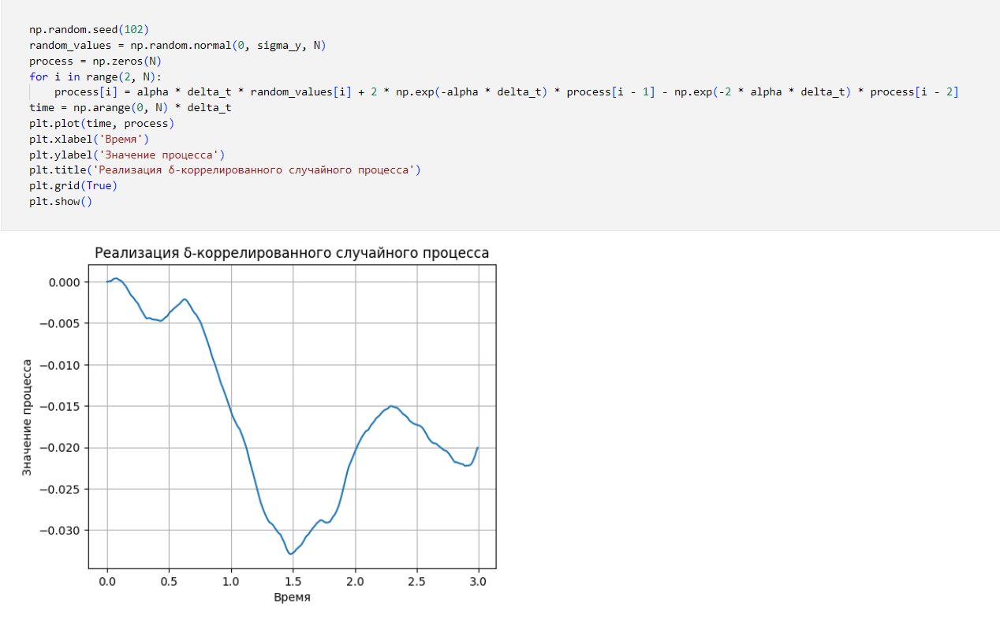 np.random.seed(102)
random_values = np.random.normal(0, sigma_y, N)
process = np.zeros(N)
for i in range(2, N):
    process[i] = alpha * delta_t * random_values[i] + 2 * np.exp(-alpha * delta_t) * process[i - 1] - np.exp(-2 * alpha * delta_t) * process[i - 2]
time = np.arange(0, N) * delta_t
plt.plot(time, process)
plt.xlabel('Время')
plt.ylabel('Значение процесса')
plt.title('Реализация δ-коррелированного случайного процесса')
plt.grid(True)
plt.show()
Реализация δ-коррелированного случайного процесса
Значение процесса
0.000
−0.005
−0.010
−0.015
−0.020
−0.025
−0.030
0.0 0.5 1.0 1.5 2.0 2.5 3.0
Время